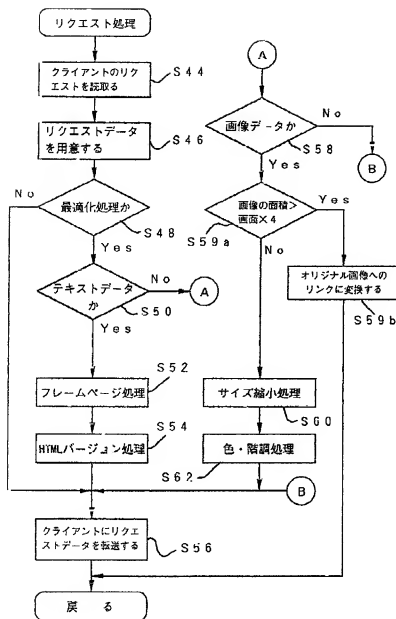 リクエスト処理
クライアントのリク
エストを読取る
S44
リクエストデータ
を用意する
S46
No
最適化処理か
S48
Yes
テキストデータ
か
No
A
S50
Yes
S52
フレームページ処理
S54
HTMLバージョン処理
クライアントにリクエ
ストデータを転送する
S56
戻る
A
画像データか
No
S58
B
Yes
画像の面積>
画面×4
Yes
S59a
No
オリジナル画像への
リンクに変換する
S59b
サイズ縮小処理
S60
色・階調処理
S62
B